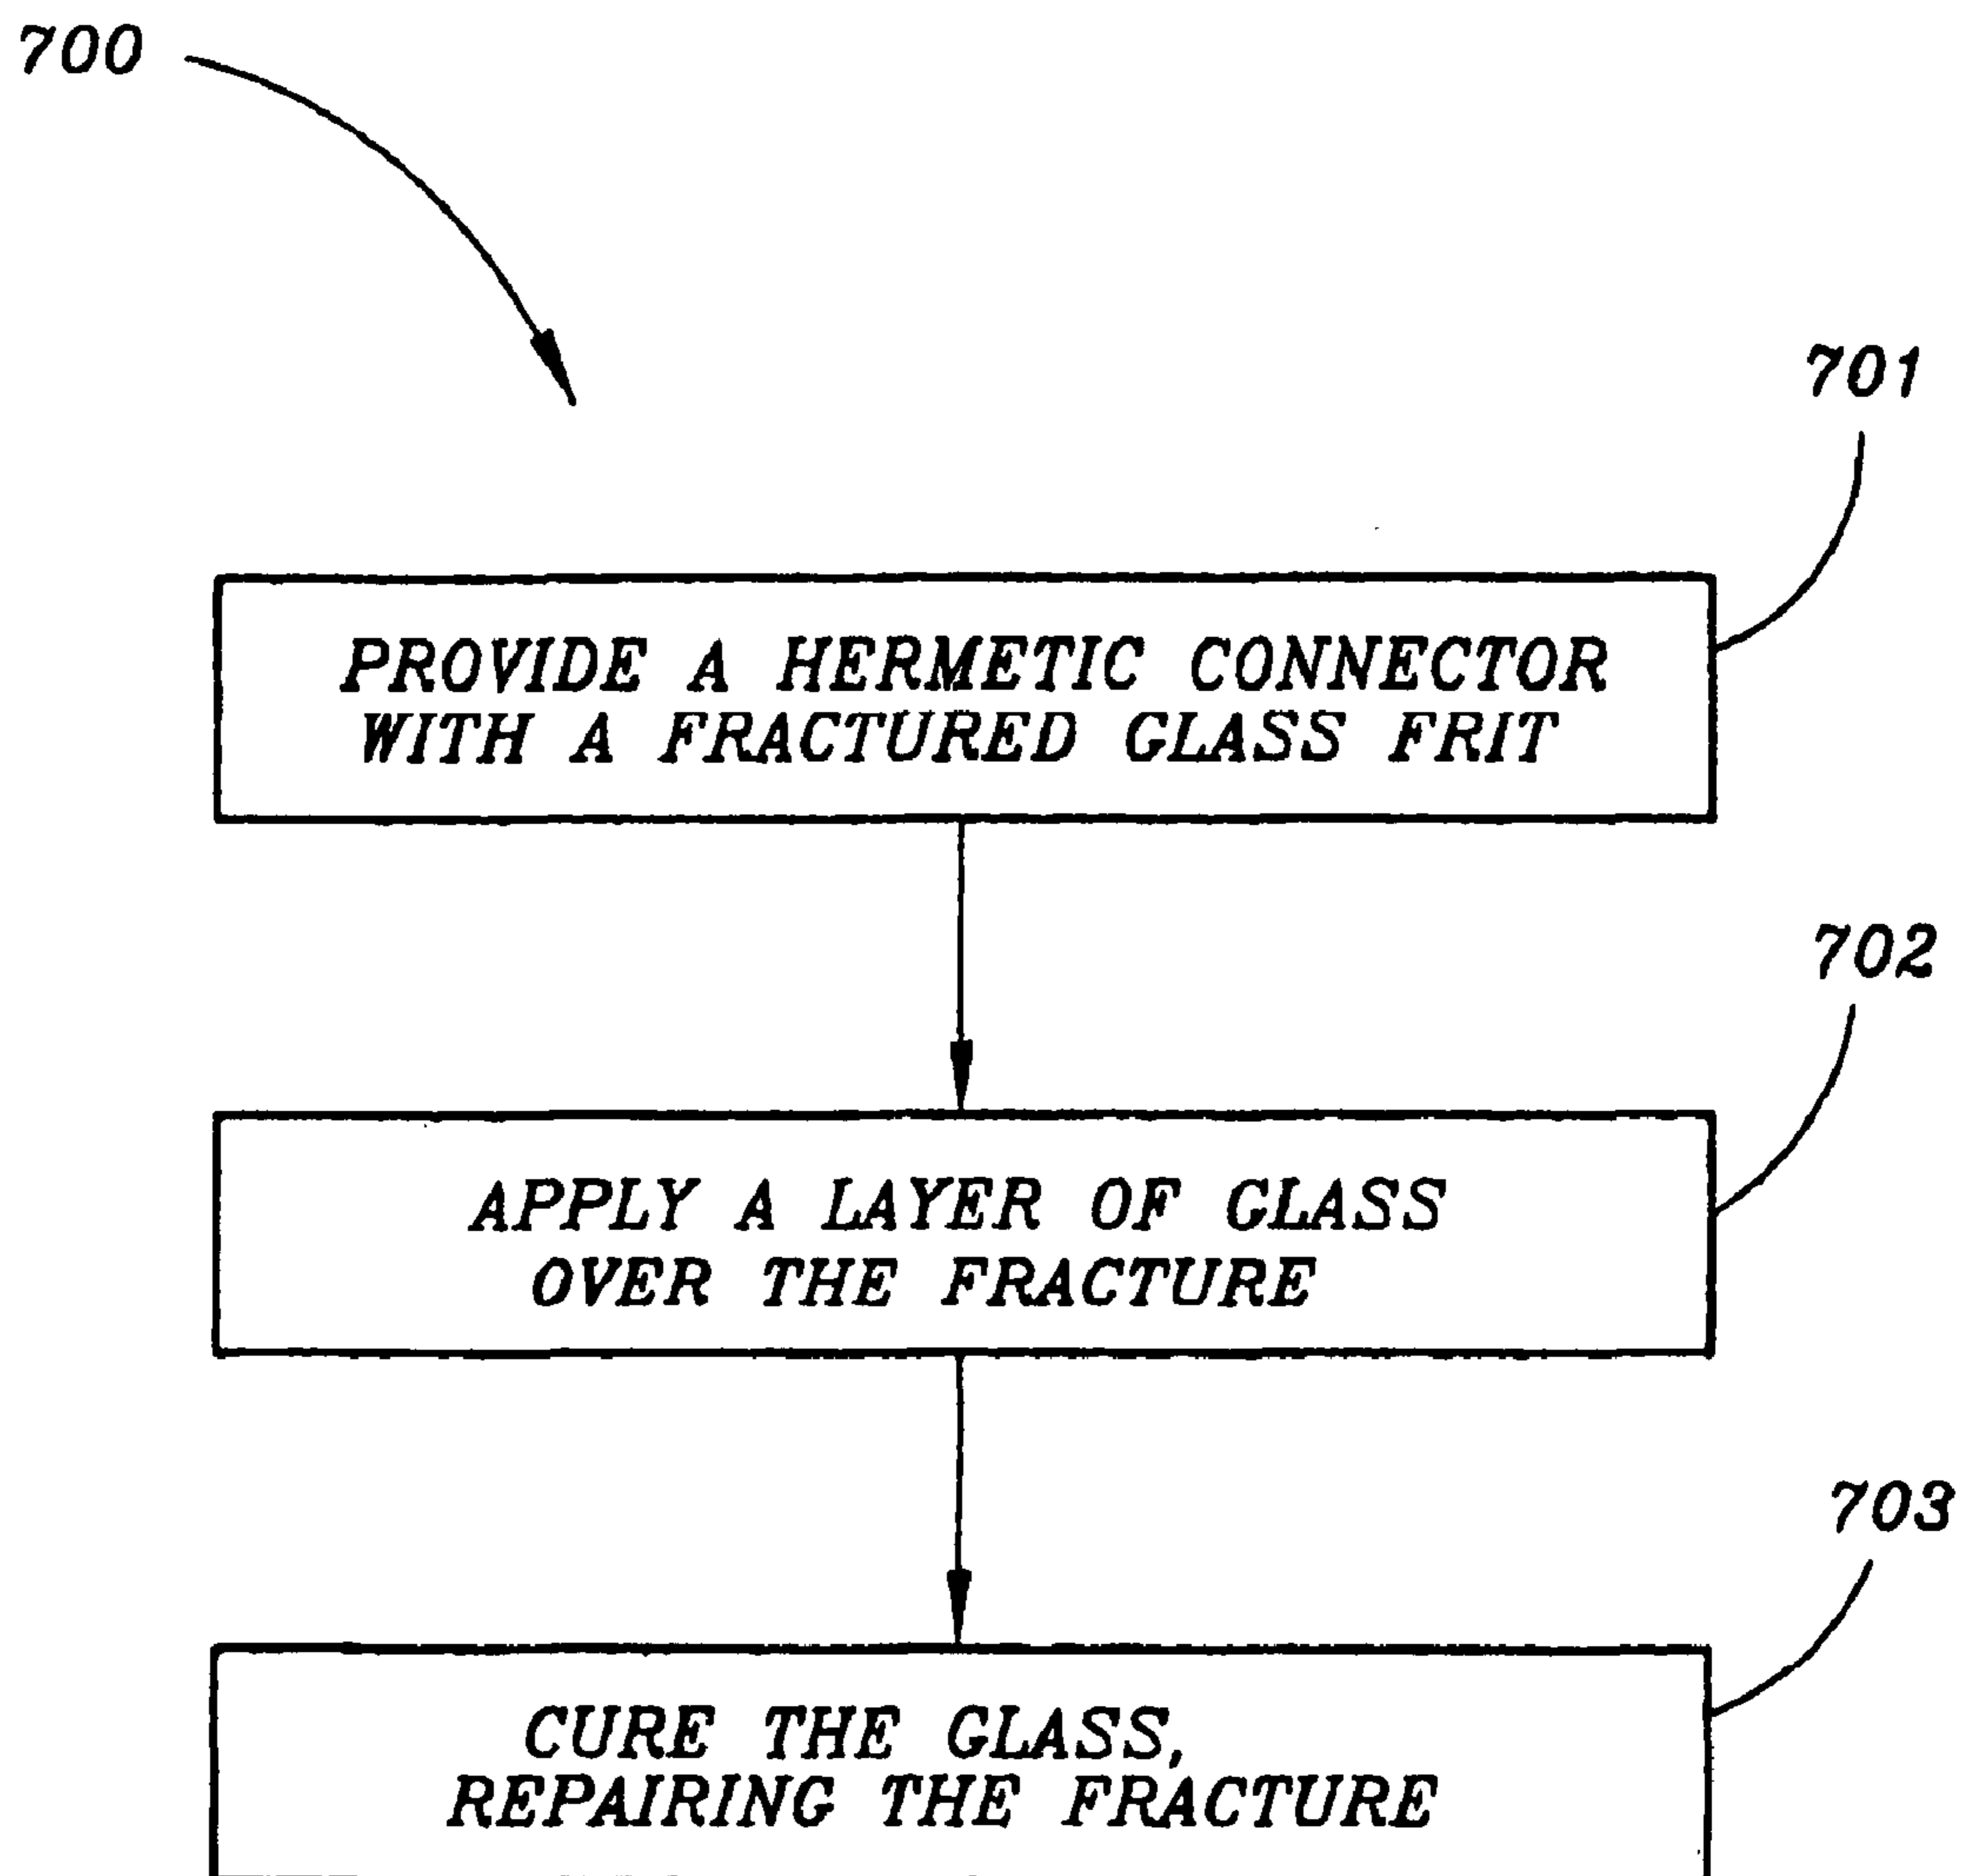 700
701
PROVIDE A HERMETIC CONNECTOR
WITH A FRACTURED GLASS FRIT
702
APPLY A LAYER OF GLASS
OVER THE FRACTURE
703
CURE THE GLASS,
REPAIRING THE FRACTURE